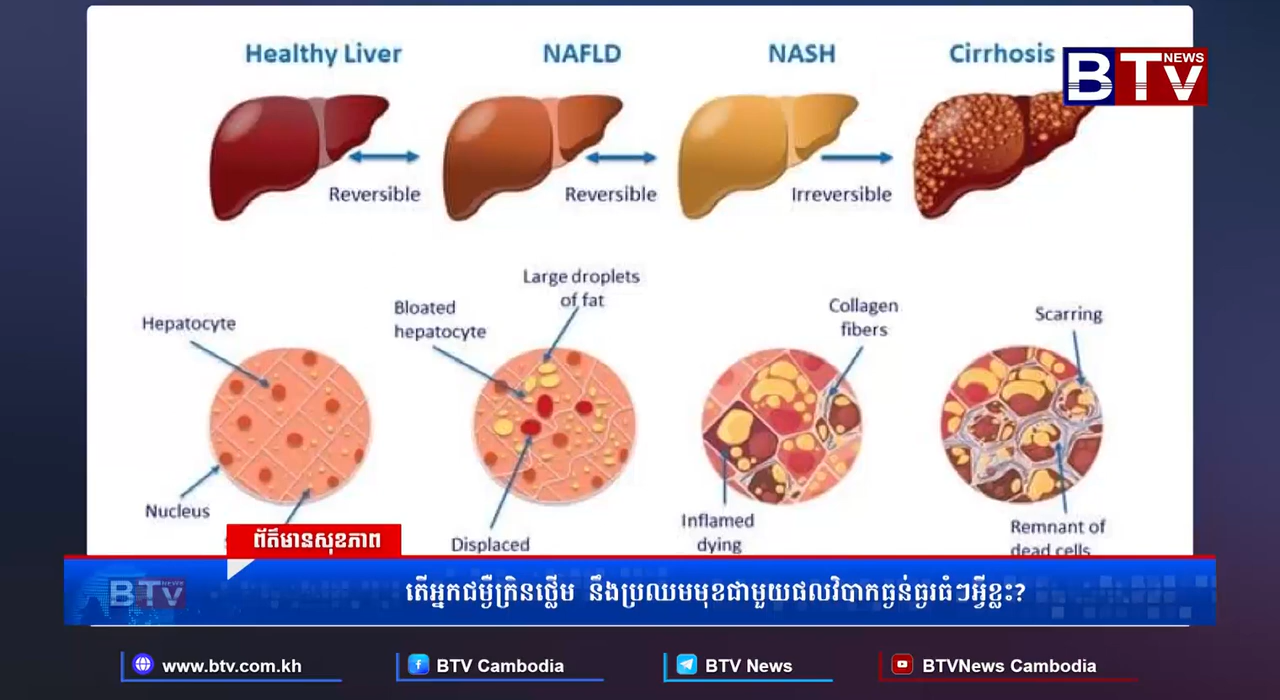 Healthy Liver
NAFLD
NASH
Cirrhosis
BTV NEWS
Reversible
Reversible
Irreversible
Large droplets
of fat
Bloated
hepatocyte
Hepatocyte
Collagen
fibers
Scarring
Nucleus
Displaced
Inflamed
dying
Remnant of
dead cells
ព័ត៌មានសុខភាព
BTV NEWS
តើអ្នកជម្ងឺក្រិនថ្លើម នឹងប្រឈមមុខជាមួយផលវិបាកធ្ងន់ធ្ងរធំៗអ្វីខ្លះ?
www.btv.com.kh
BTV Cambodia
BTV News
BTVNews Cambodia